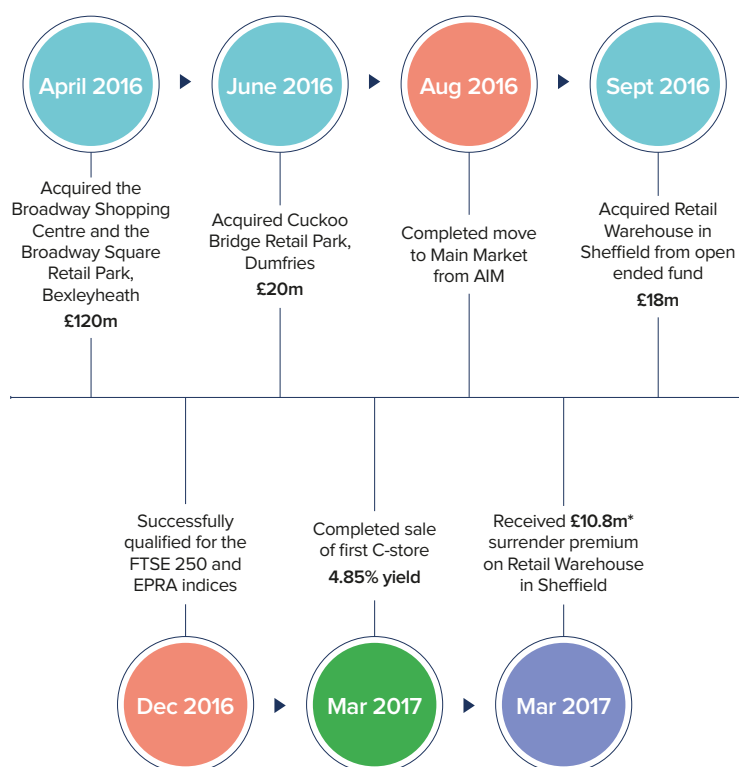 April 2016
June 2016
Aug 2016
Sept 2016
Acquired the
Broadway Shopping
Centre and the
Broadway Square
Retail Park,
Bexleyheath
£120m
Acquired Cuckoo
Bridge Retail Park,
Dumfries
£20m
Completed move
to Main Market
from AIM
Acquired Retail
Warehouse in
Sheffield from open
ended fund
£18m
Successfully
qualified for the
FTSE 250 and
EPRA indices
Completed sale
of first C-store
4.85% yield
Received £10.8m*
surrender premium
on Retail Warehouse
in Sheffield
Dec 2016
Mar 2017
Mar 2017